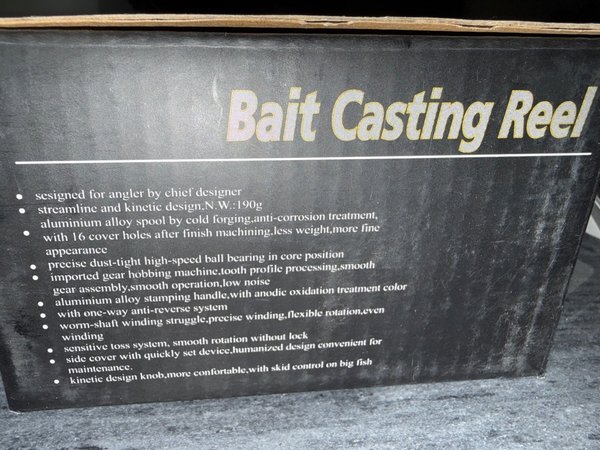 Bait Casting Reel
• sesigned for angler by chief designer
• streamline and kinetic design,N.W.:190g
aluminium alloy spool by cold forging,anti-corrosion treatment,
• with 16 cover holes after finish machining,less weight,more fine
appearance
• precise dust-tight high-speed ball bearing in core position
• imported gear hobbing machine,tooth profile processing,smooth
gear assembly,smooth operation,low noise
• aluminium alloy stamping handle,with anodic oxidation treatment color
• with one-way anti-reverse system
• worm-shaft winding struggle,precise winding,flexible rotation,even
winding
• sensitive toss system, smooth rotation without lock
• side cover with quickly set device,humanized design convenient for
maintenance.
• kinetic design knob,more confortable,with skid control on big fish